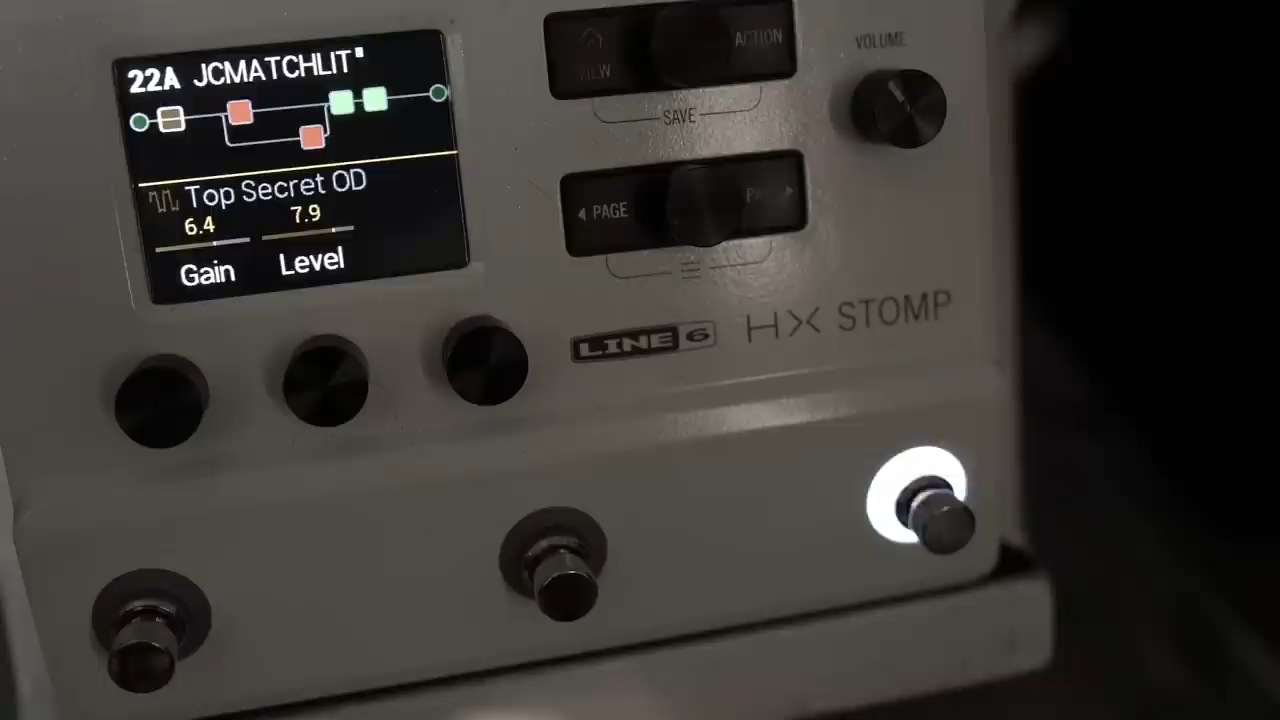 22A JCMATCHLIT
Top Secret OD
6.4 7.9
Gain Level
VIEW ACTION
SAVE
PAGE
VOLUME
LINE 6 HX STOMP